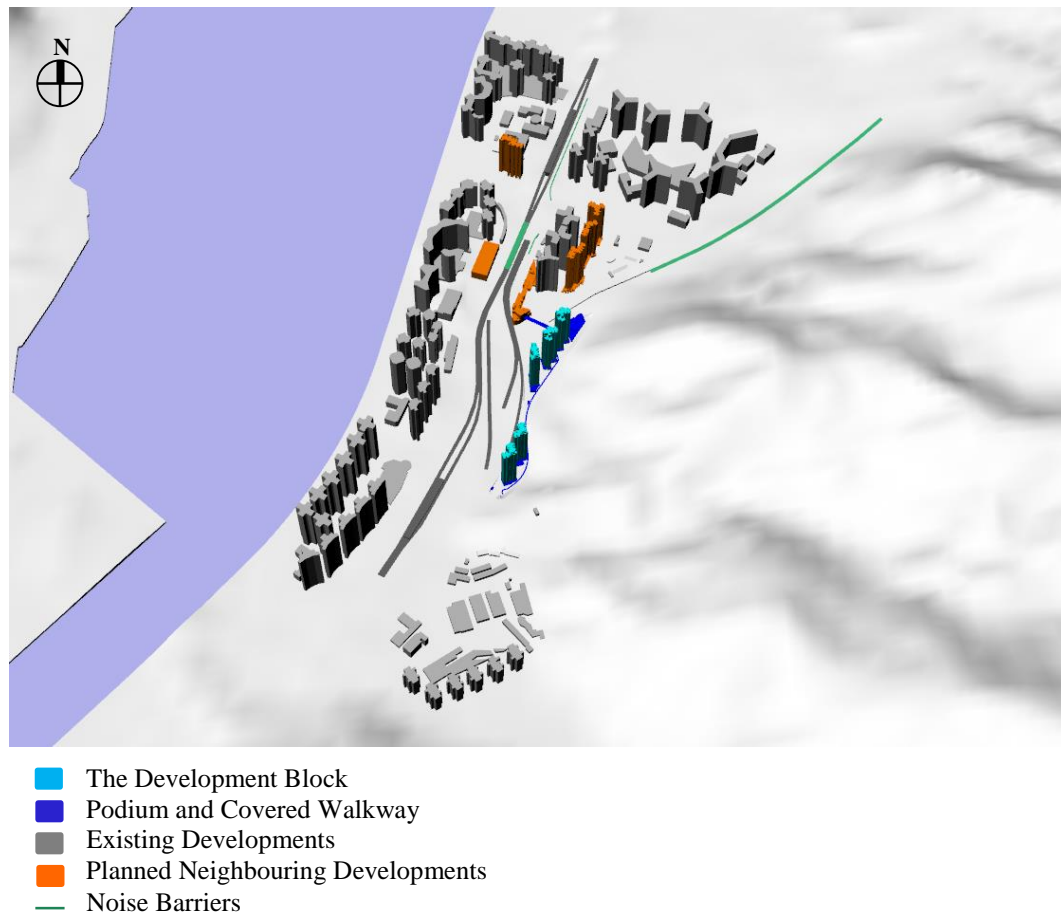 N
The Development Block
Podium and Covered Walkway
Existing Developments
Planned Neighbouring Developments
Noise Barriers